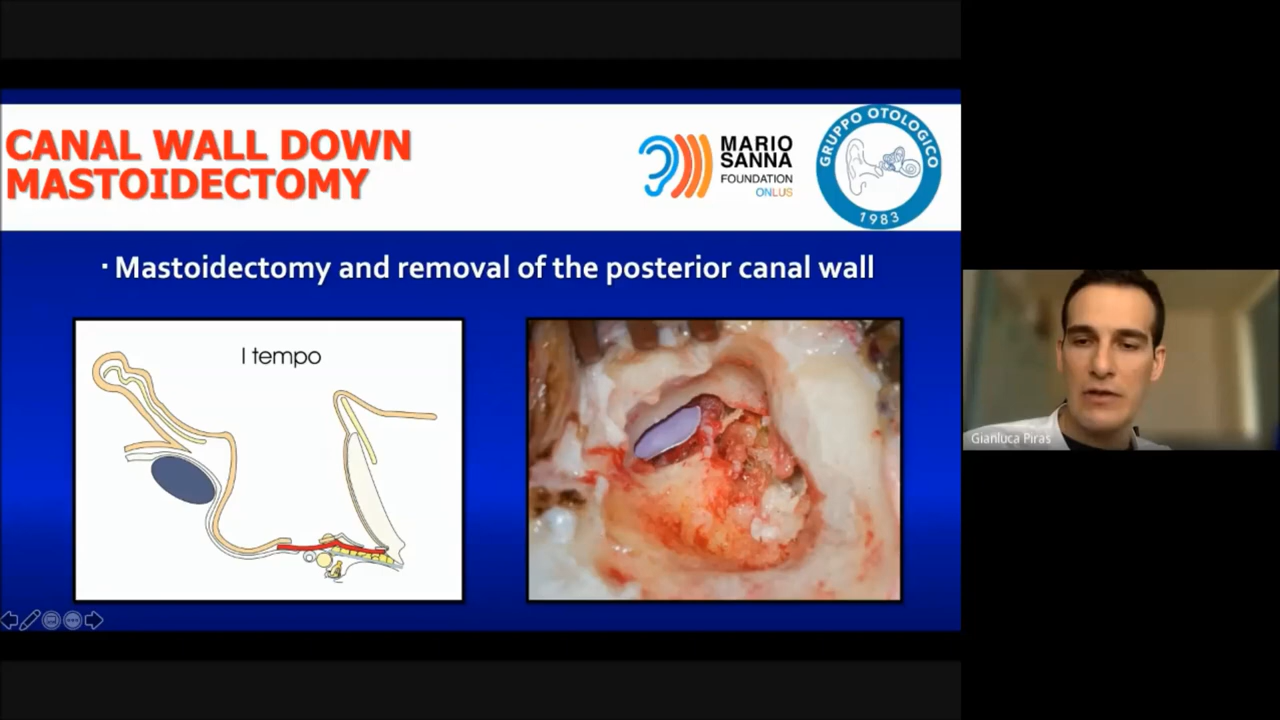 CANAL WALL DOWN
MASTOIDECTOMY
MARIO
SANNA
FOUNDATION
ONLUS
GRUPPO OTOLOGICO
1983
· Mastoidectomy and removal of the posterior canal wall
I tempo
Gianluca Piras